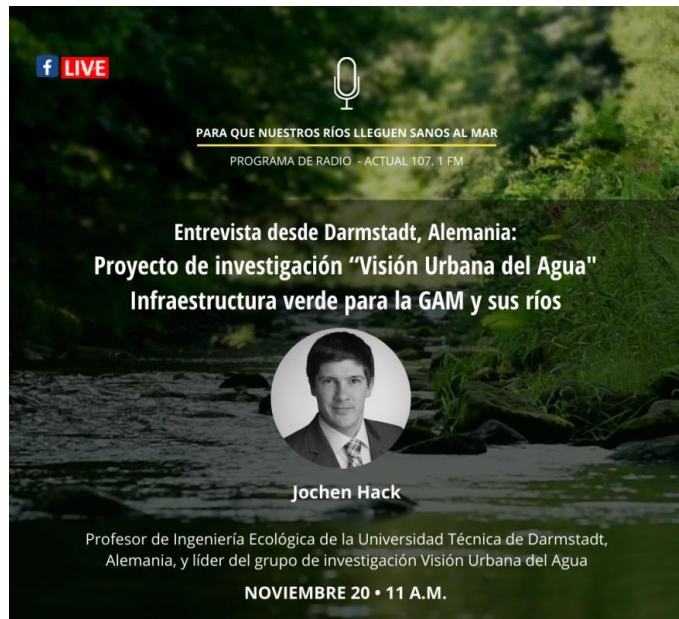 f LIVE
PARA QUE NUESTROS RÍOS LLEGUEN SANOS AL MAR
PROGRAMA DE RADIO - ACTUAL 107. 1 FM
Entrevista desde Darmstadt, Alemania:
Proyecto de investigación “Visión Urbana del Agua"
Infraestructura verde para la GAM y sus ríos
Jochen Hack
Profesor de Ingeniería Ecológica de la Universidad Técnica de Darmstadt,
Alemania, y líder del grupo de investigación Visión Urbana del Agua
NOVIEMBRE 20 • 11 A.M.